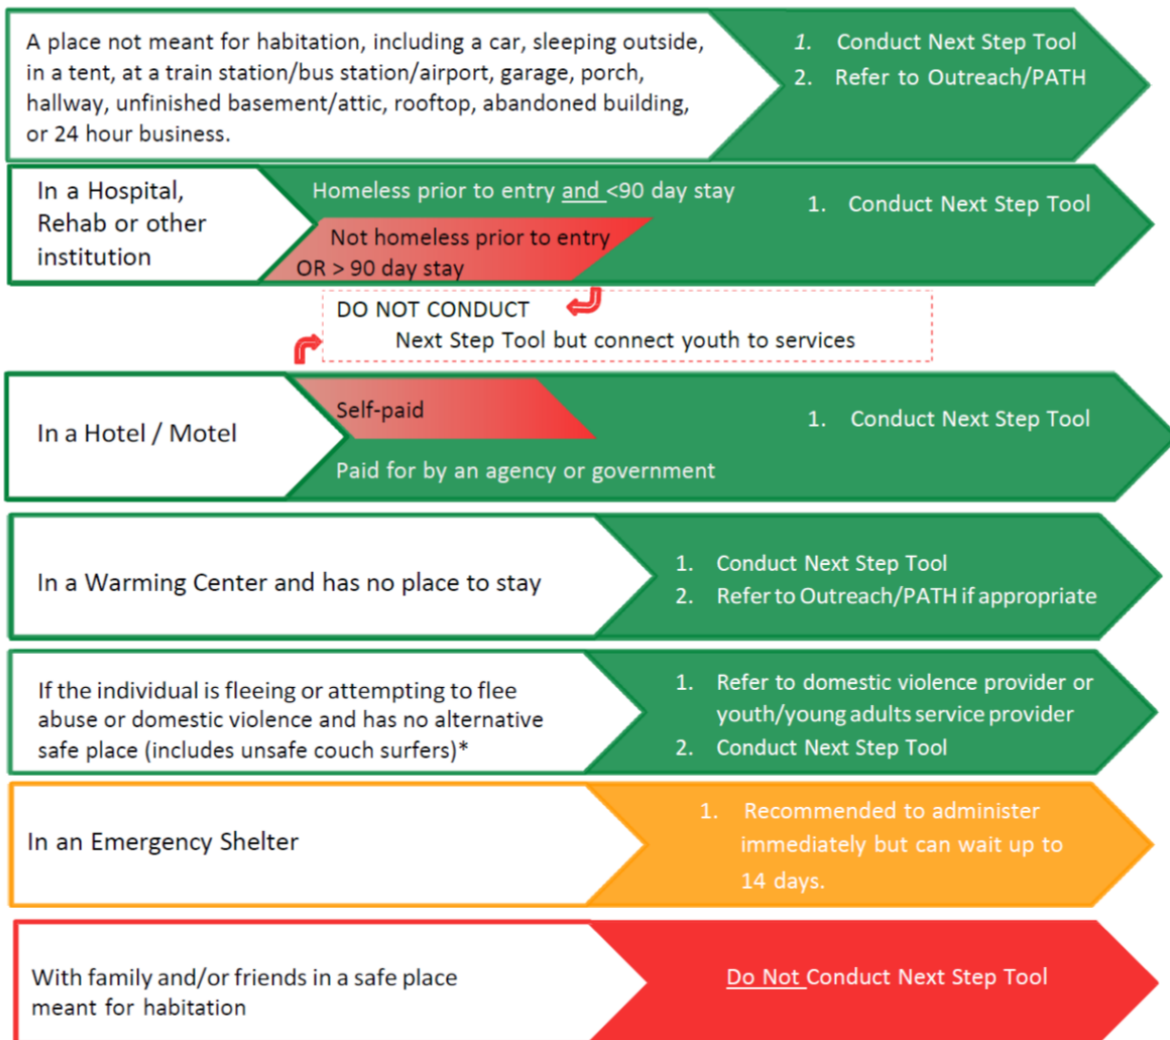 A place not meant for habitation, including a car, sleeping outside,
in a tent, at a train station/bus station/airport, garage, porch,
hallway, unfinished basement/attic, rooftop, abandoned building,
or 24 hour business.
1. Conduct Next Step Tool
2. Refer to Outreach/PATH
In a Hospital,
Rehab or other
institution
Homeless prior to entry and <90 day stay
Not homeless prior to entry
OR > 90 day stay
1. Conduct Next Step Tool
DO NOT CONDUCT
Next Step Tool but connect youth to services
In a Hotel / Motel
Self-paid
Paid for by an agency or government
1. Conduct Next Step Tool
In a Warming Center and has no place to stay
1. Conduct Next Step Tool
2. Refer to Outreach/PATH if appropriate
If the individual is fleeing or attempting to flee
abuse or domestic violence and has no alternative
safe place (includes unsafe couch surfers)*
1. Refer to domestic violence provider or
youth/young adults service provider
2. Conduct Next Step Tool
In an Emergency Shelter
1. Recommended to administer
immediately but can wait up to
14 days.
With family and/or friends in a safe place
meant for habitation
Do Not Conduct Next Step Tool